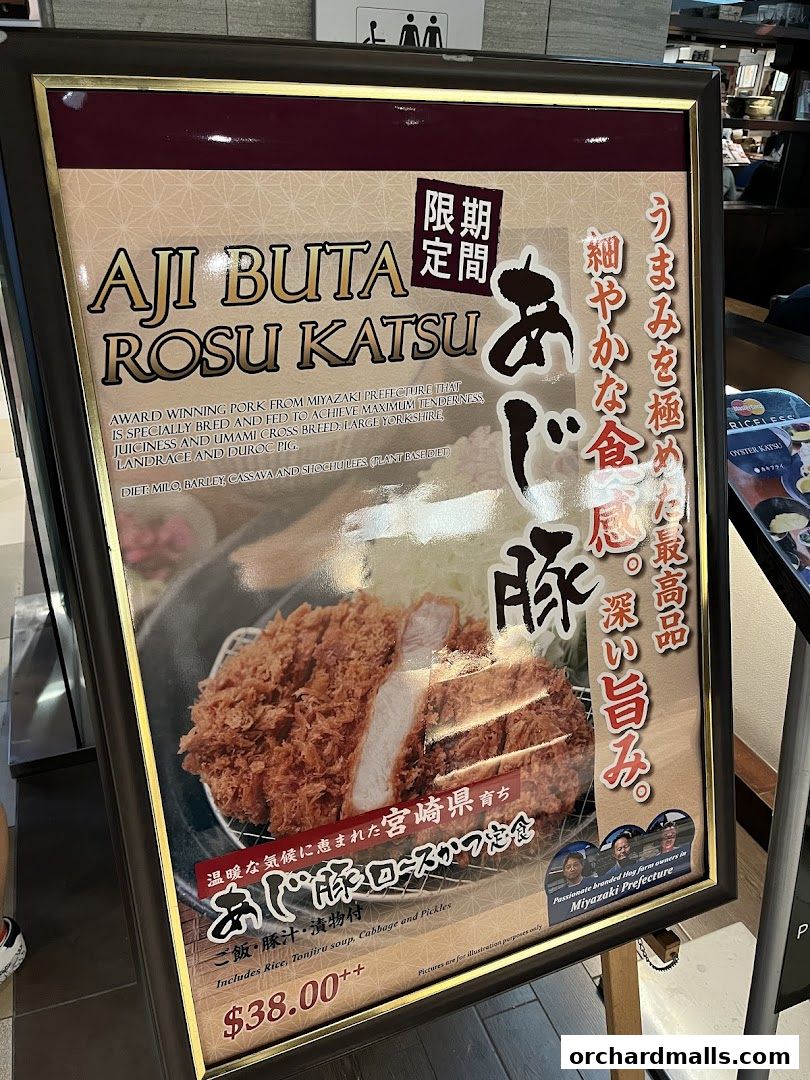 期間
限定
AJI BUTA
ROSU KATSU
あじ豚
うまみを極めた最高品
細やかな食感。深い旨み。
AWARD WINNING PORK FROM MIYAZAKI PREFECTURE THAT
IS SPECIALLY BRED AND FED TO ACHIEVE MAXIMUM TENDERNESS,
JUICINESS AND UMAMI CROSS BREED: LARGE YORKSHIRE,
LANDRACE AND DUROC PIG.
DIET: MILO, BARLEY, CASSAVA AND SHOCHU LEES. (PLANT BASE DIET)
温暖な気候に恵まれた宮崎県育ち
あじ豚ロースかつ定食
ご飯・豚汁・漬物付
Includes Rice, Tonjiru soup, Cabbage and Pickles
$38.00++
Pictures are for illustration purposes only
Passionate branded Hog farm owners in
Miyazaki Prefecture
MasterCard
PRICELESS
OYSTER KATSU
カキフライ
orchardmalls.com